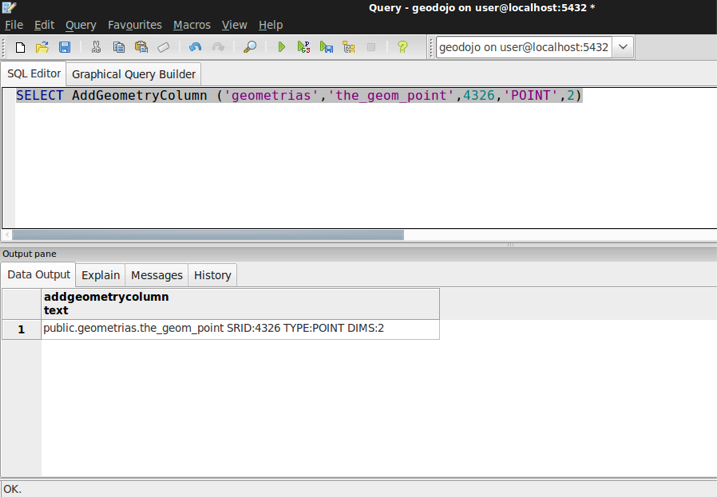 Query - geodojo on user@localhost:5432 *
File Edit Query Favourites Macros View Help
geodojo on user@localhost:5432
SQL Editor Graphical Query Builder
SELECT AddGeometryColumn ('geometrias','the_geom_point',4326,'POINT',2)
Output pane
Data Output Explain Messages History
addgeometrycolumn
text
1 public.geometrias.the_geom_point SRID:4326 TYPE:POINT DIMS:2
OK.